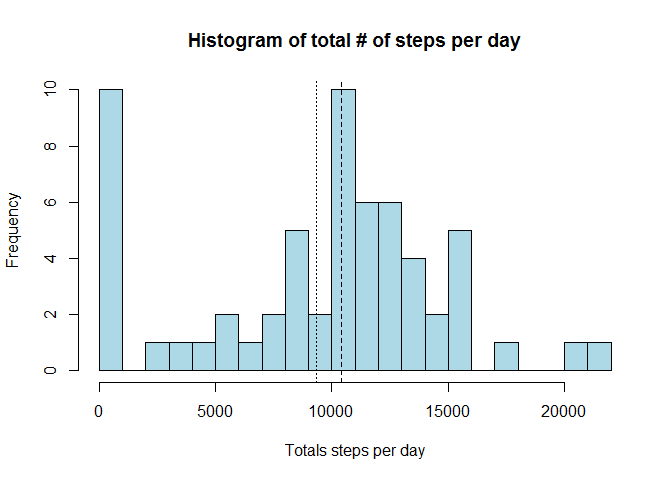 Histogram of total # of steps per day
Frequency
10
8
6
4
2
0
0 5000 10000 15000 20000
Totals steps per day